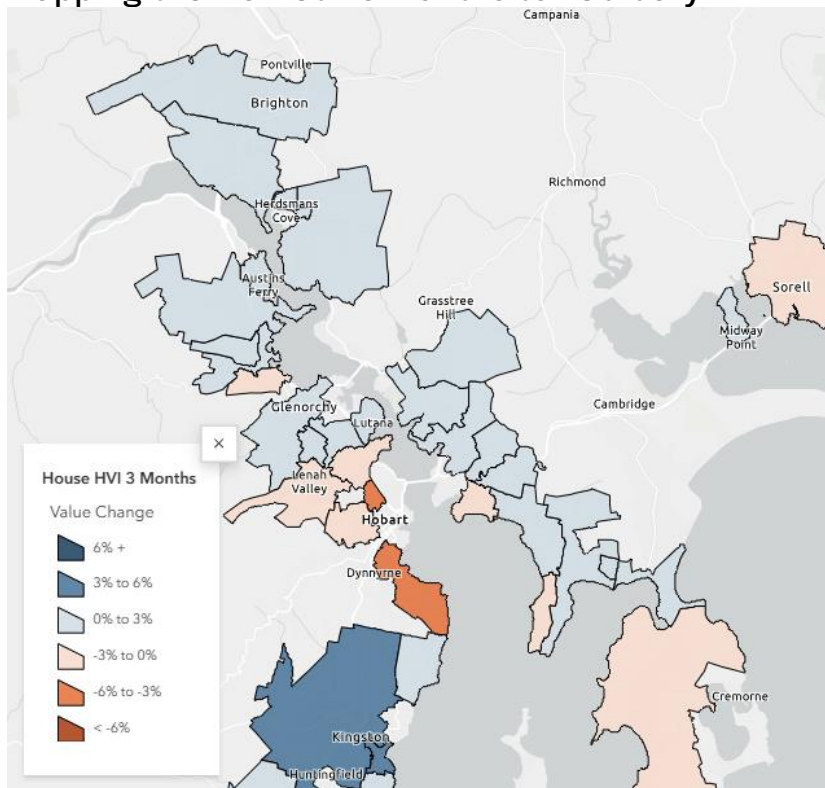 Campania
Pontville
Brighton
Richmond
Herdsmans
Cove
Sorell
Austins
Ferry
Grasstree
Hill
Midway
Point
Cambridge
Glenorchy
Lutana
×
House HVI 3 Months
Value Change
6% +
3% to 6%
0% to 3%
-3% to 0%
-6% to -3%
< -6%
Lenah
Valley
Hobart
Dynnyrne
Cremorne
Kingston
Huntingfield